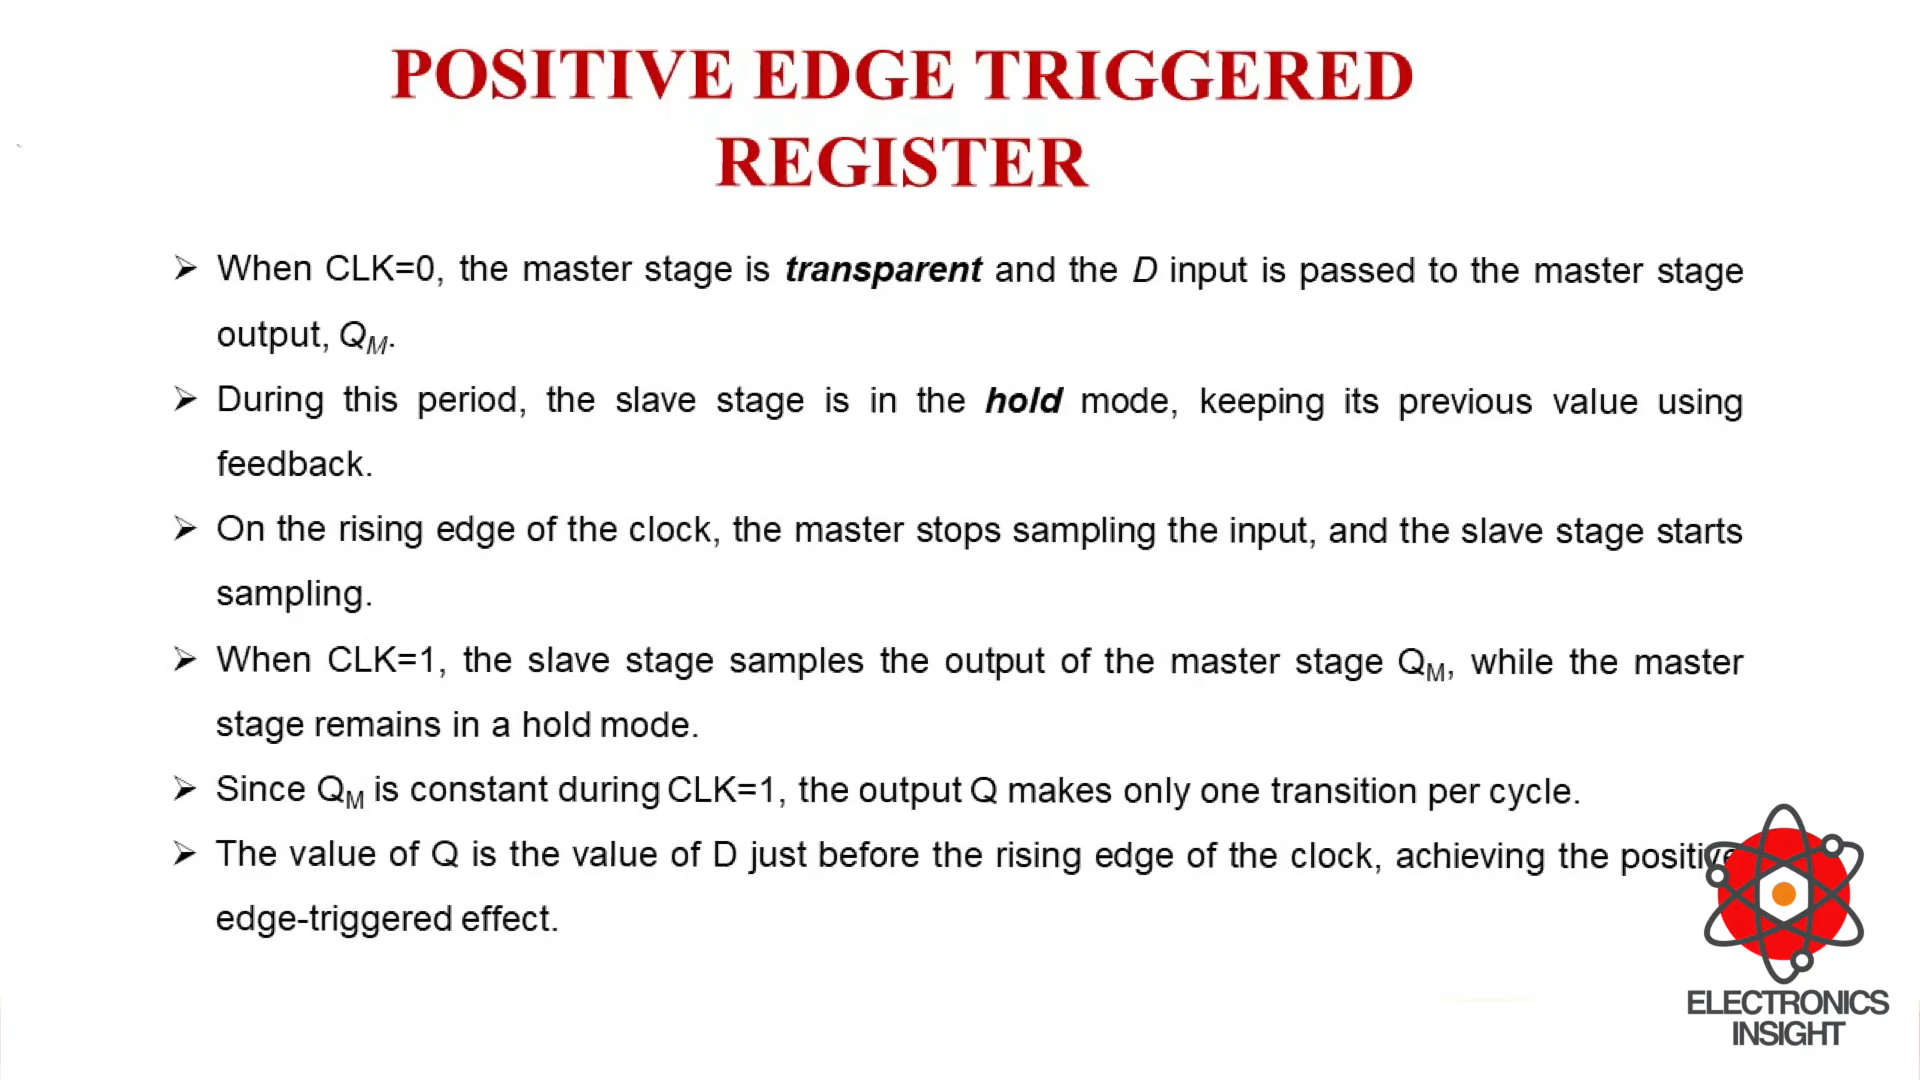 POSITIVE EDGE TRIGGERED
REGISTER
➢ When CLK=0, the master stage is transparent and the D input is passed to the master stage
output, QM.
➢ During this period, the slave stage is in the hold mode, keeping its previous value using
feedback.
➢ On the rising edge of the clock, the master stops sampling the input, and the slave stage starts
sampling.
➢ When CLK=1, the slave stage samples the output of the master stage QM, while the master
stage remains in a hold mode.
➢ Since QM is constant during CLK=1, the output Q makes only one transition per cycle.
➢ The value of Q is the value of D just before the rising edge of the clock, achieving the positive
edge-triggered effect.
ELECTRONICS
INSIGHT